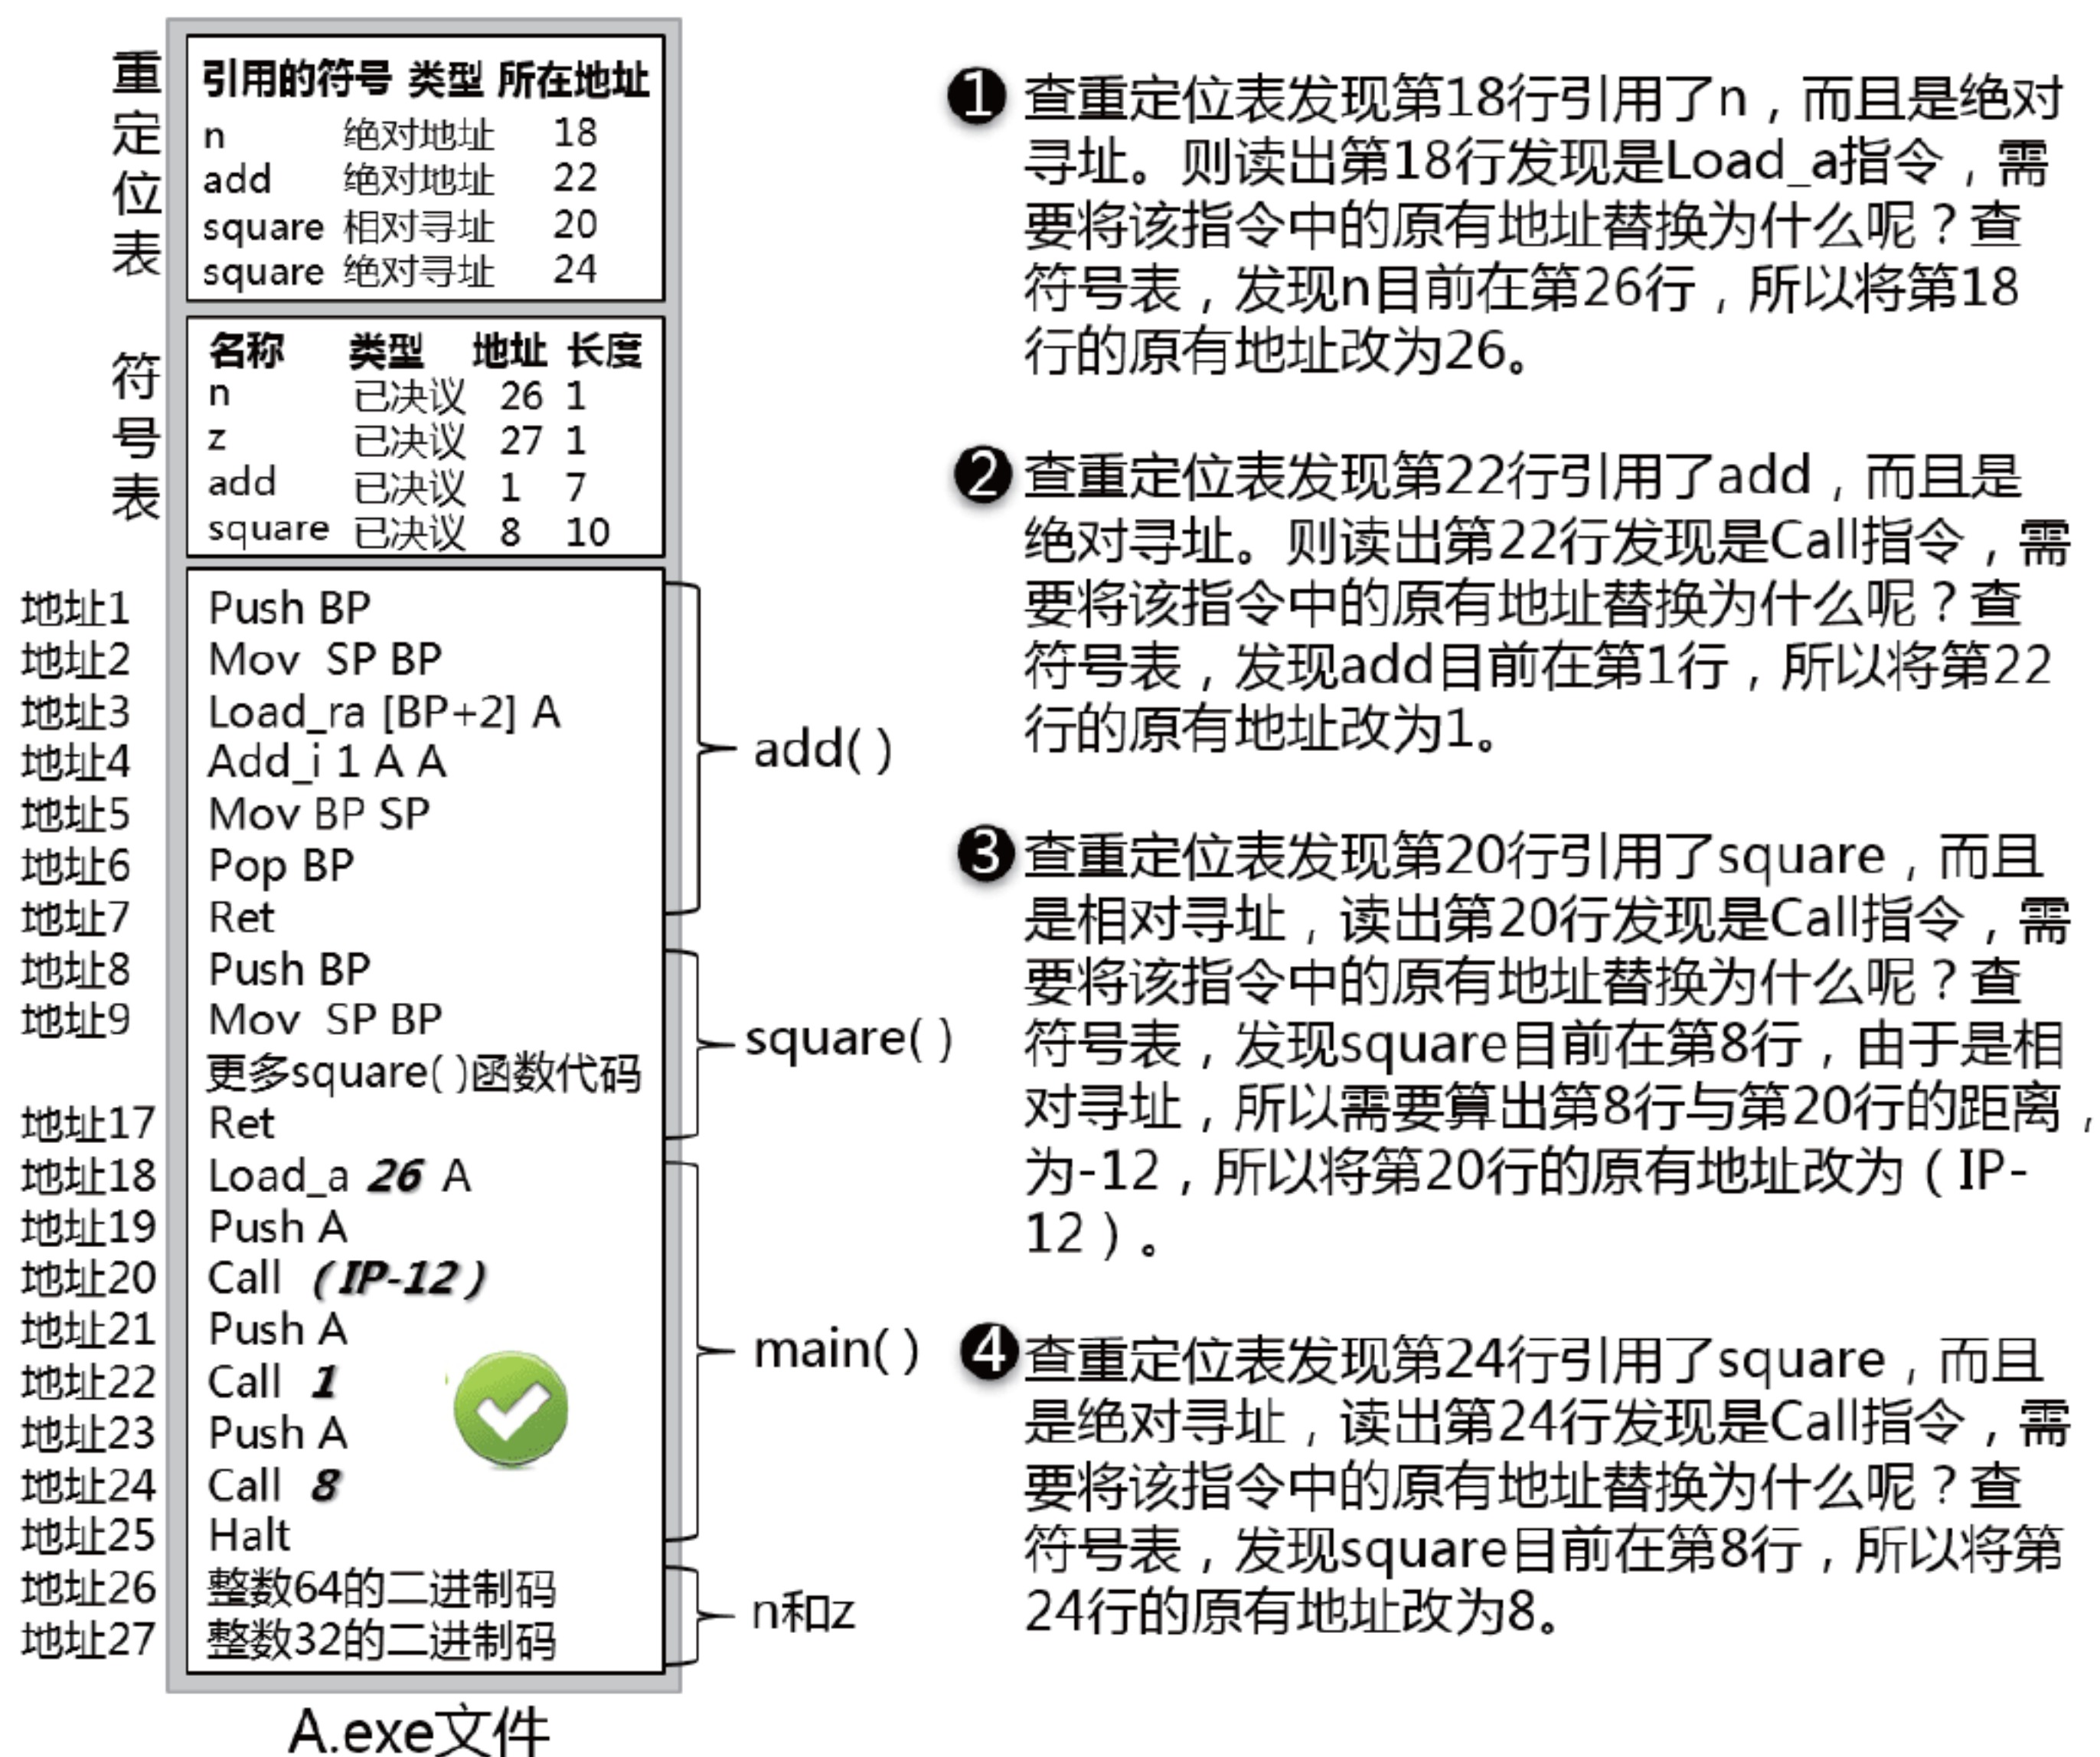 重定位表
引用的符号 类型 所在地址
n 绝对地址 18
add 绝对地址 22
square 相对寻址 20
square 绝对寻址 24
符号表
名称 类型 地址 长度
n 已决议 26 1
z 已决议 27 1
add 已决议 1 7
square 已决议 8 10
地址1 Push BP
地址2 Mov SP BP
地址3 Load_ra [BP+2] A
地址4 Add_i 1 A A
地址5 Mov BP SP
地址6 Pop BP
地址7 Ret
add( )
地址8 Push BP
地址9 Mov SP BP
更多square( )函数代码
地址17 Ret
square( )
地址18 Load_a 26 A
地址19 Push A
地址20 Call （IP-12）
地址21 Push A
地址22 Call 1
地址23 Push A
地址24 Call 8
地址25 Halt
main( )
地址26 整数64的二进制码
地址27 整数32的二进制码
n和z
A.exe文件
❶ 查重定位表发现第18行引用了n，而且是绝对
寻址。则读出第18行发现是Load_a指令，需
要将该指令中的原有地址替换为什么呢？查
符号表，发现n目前在第26行，所以将第18
行的原有地址改为26。
❷ 查重定位表发现第22行引用了add，而且是
绝对寻址。则读出第22行发现是Call指令，需
要将该指令中的原有地址替换为什么呢？查
符号表，发现add目前在第1行，所以将第22
行的原有地址改为1。
❸ 查重定位表发现第20行引用了square，而且
是相对寻址，读出第20行发现是Call指令，需
要将该指令中的原有地址替换为什么呢？查
符号表，发现square目前在第8行，由于是相
对寻址，所以需要算出第8行与第20行的距离，
为-12，所以将第20行的原有地址改为（IP-
12）。
❹ 查重定位表发现第24行引用了square，而且
是绝对寻址，读出第24行发现是Call指令，需
要将该指令中的原有地址替换为什么呢？查
符号表，发现square目前在第8行，所以将第
24行的原有地址改为8。